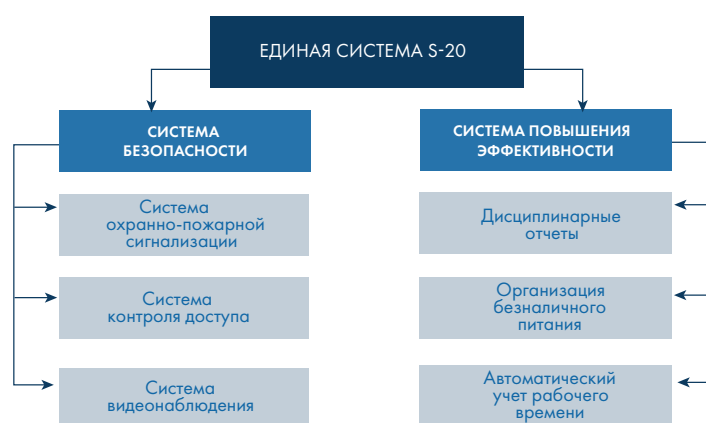 ЕДИНАЯ СИСТЕМА S-20
СИСТЕМА
БЕЗОПАСНОСТИ
Система
охранно-пожарной
сигнализации
Система
контроля доступа
Система
видеонаблюдения
СИСТЕМА ПОВЫШЕНИЯ
ЭФФЕКТИВНОСТИ
Дисциплинарные
отчеты
Организация
безналичного
питания
Автоматический
учет рабочего
времени